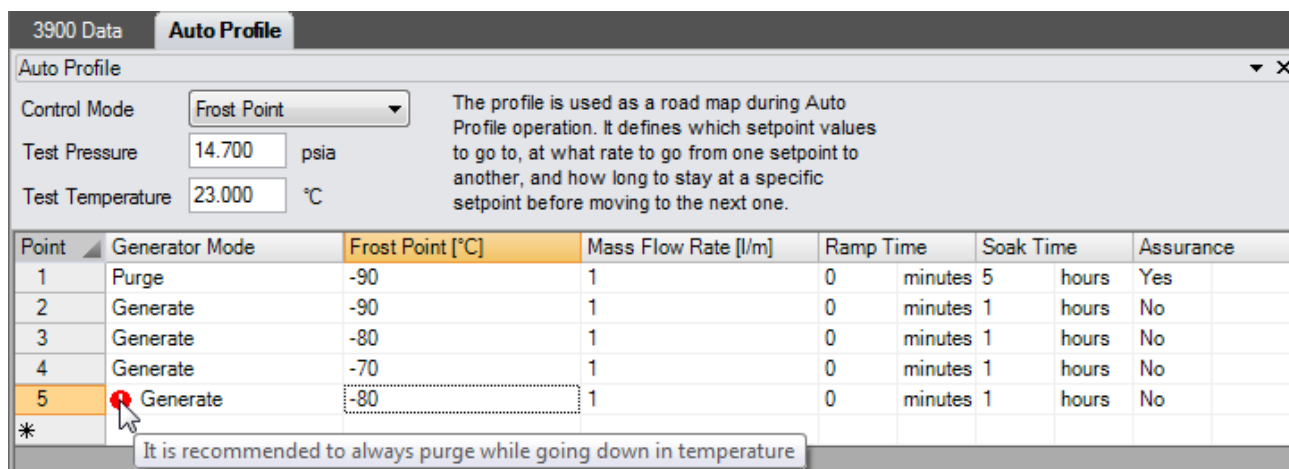 3900 Data Auto Profile
Auto Profile
Control Mode Frost Point
Test Pressure 14.700 psia
Test Temperature 23.000 °C
The profile is used as a road map during Auto
Profile operation. It defines which setpoint values
to go to, at what rate to go from one setpoint to
another, and how long to stay at a specific
setpoint before moving to the next one.
Point Generator Mode Frost Point [°C] Mass Flow Rate [l/m] Ramp Time Soak Time Assurance
1 Purge -90 1 0 minutes 5 hours Yes
2 Generate -90 1 0 minutes 1 hours No
3 Generate -80 1 0 minutes 1 hours No
4 Generate -70 1 0 minutes 1 hours No
5 Generate -80 1 0 minutes 1 hours No
It is recommended to always purge while going down in temperature